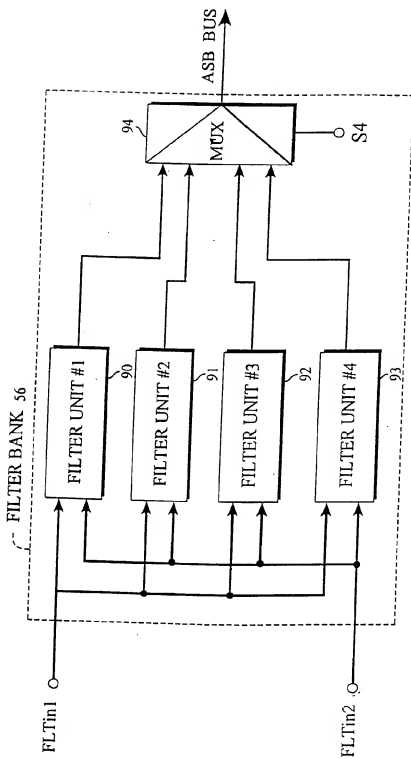 FILTER BANK 56
FLTin1
FLTin2
FILTER UNIT #1
90
FILTER UNIT #2
91
FILTER UNIT #3
92
FILTER UNIT #4
93
94
MUX
S4
ASB BUS